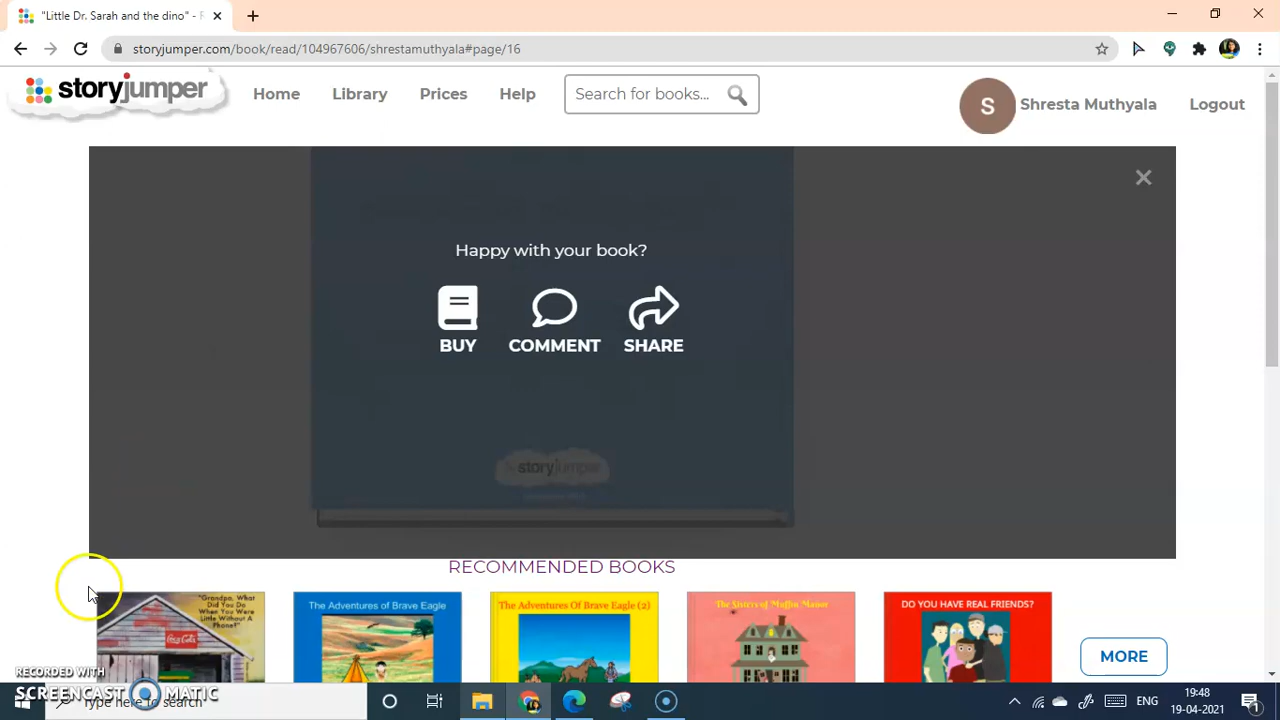 "Little Dr. Sarah and the dino" - R
storyjumper.com/book/read/104967606/shrestamuthyala#page/16
storyjumper
Home
Library
Prices
Help
Search for books...
S
Shresta Muthyala
Logout
Happy with your book?
BUY
COMMENT
SHARE
storyjumper
RECOMMENDED BOOKS
"Grandpa, What
Did You Do
When You Were
Little Without A
Phone?"
Coca-Cola
The Adventures of Brave Eagle
The Adventures Of Brave Eagle (2)
The Sisters of Muffin Manor
DO YOU HAVE REAL FRIENDS?
MORE
RECORDED WITH
SCREENCAST MATIC
Type here to search
ENG
19:48
19-04-2021
1